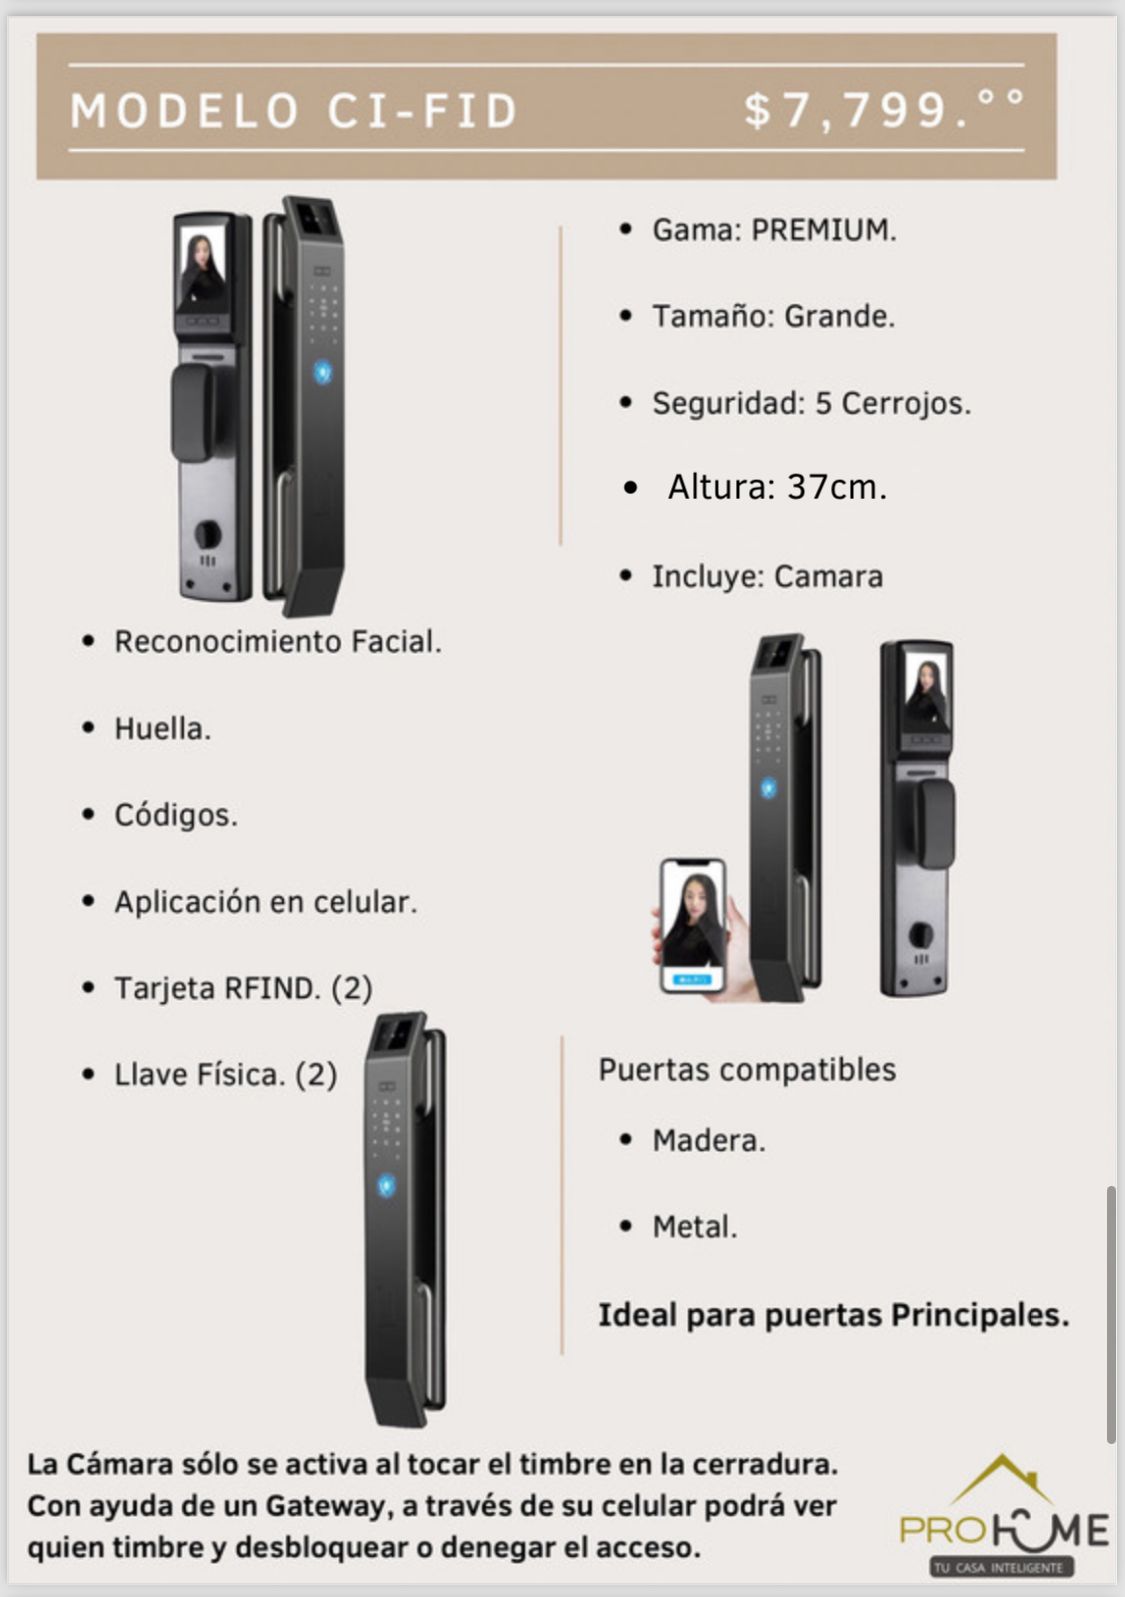 MODELO CI-FID
$7,799.°°
• Gama: PREMIUM.
• Tamaño: Grande.
• Seguridad: 5 Cerrojos.
• Altura: 37cm.
• Incluye: Camara
• Reconocimiento Facial.
• Huella.
• Códigos.
• Aplicación en celular.
• Tarjeta RFIND. (2)
• Llave Física. (2)
Puertas compatibles
• Madera.
• Metal.
Ideal para puertas Principales.
La Cámara sólo se activa al tocar el timbre en la cerradura.
Con ayuda de un Gateway, a través de su celular podrá ver
quien timbre y desbloquear o denegar el acceso.
PROHOME
TU CASA INTELIGENTE